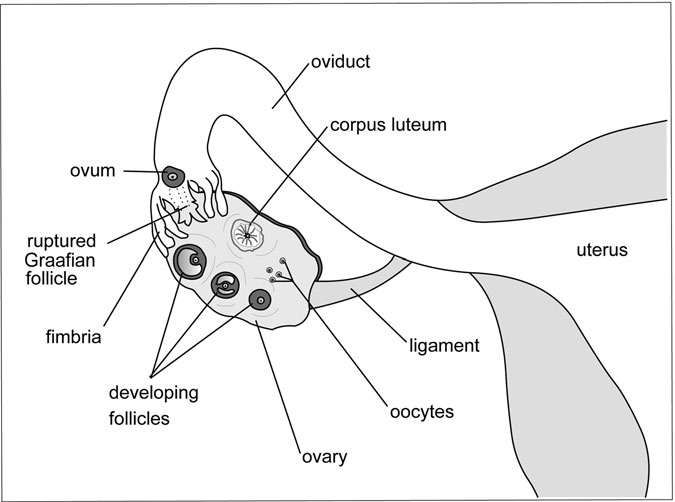 oviduct
corpus luteum
ovum
ruptured
Graafian
follicle
uterus
fimbria
ligament
developing
follicles
oocytes
ovary